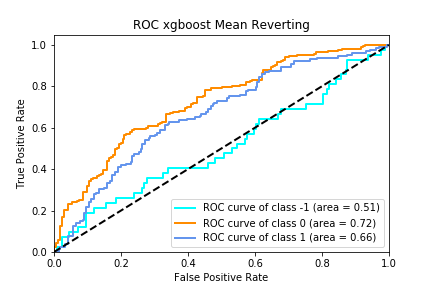 ROC xgboost Mean Reverting
True Positive Rate
1.0
0.8
0.6
0.4
0.2
0.0
ROC curve of class -1 (area = 0.51)
ROC curve of class 0 (area = 0.72)
ROC curve of class 1 (area = 0.66)
0.0 0.2 0.4 0.6 0.8 1.0
False Positive Rate